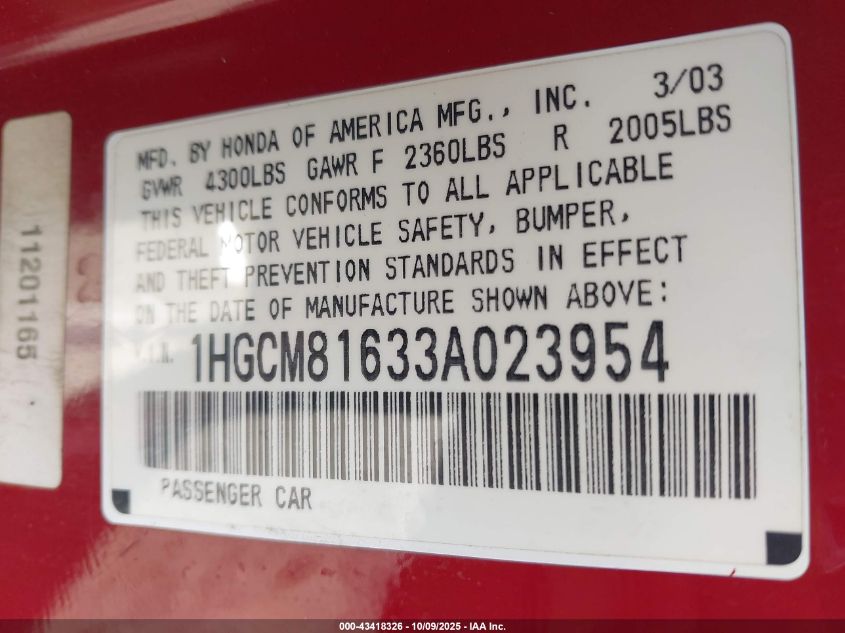 MFD. BY HONDA OF AMERICA MFG., INC. 3/03
GVWR 4300LBS GAWR F 2360LBS R 2005LBS
THIS VEHICLE CONFORMS TO ALL APPLICABLE
FEDERAL MOTOR VEHICLE SAFETY, BUMPER,
AND THEFT PREVENTION STANDARDS IN EFFECT
ON THE DATE OF MANUFACTURE SHOWN ABOVE:
V.I.N. 1HGCM81633A023954
PASSENGER CAR
11201165
000-43418326 - 10/09/2025 - IAA Inc.